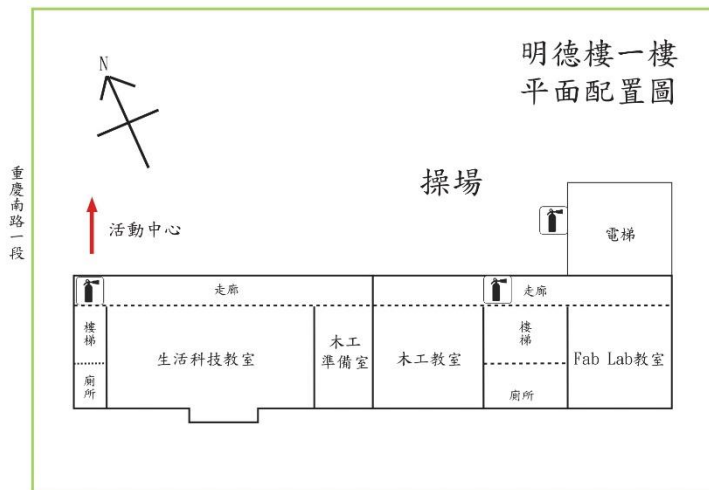 明德樓一樓
平面配置圖
N
重慶南路一段
操場
活動中心
電梯
走廊
走廊
樓梯
生活科技教室
木工
準備室
木工教室
樓梯
Fab Lab教室
廁所
廁所